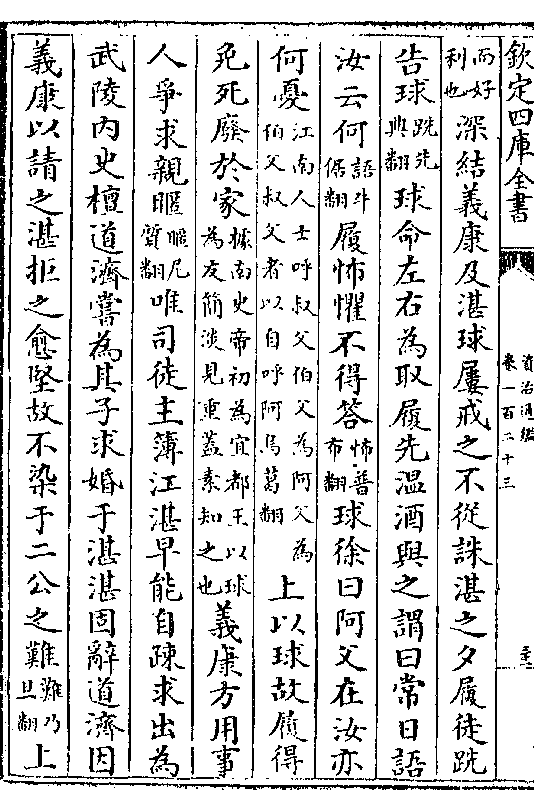 欽定四庫全書
資治通鑑
卷一百二十三
而好利也深結義康及湛球屢戒之不從誅湛之夕履徒跣
告球跣先典翻球命左右為取履先温酒與之謂曰常日語
汝云何語牛倨翻履怖懼不得答怖普布翻球徐曰阿父在汝亦
何憂江南人士呼叔父伯父為阿父為伯父叔父者以自呼阿烏葛翻上以球故履得
免死廢於家據南史帝初為宜都王以球為友簡淡見重蓋素知之也義康方用事
人爭求親暱暱尼質翻唯司徒主簿江湛早能自疎求出為
武陵內史檀道濟嘗為其子求婚于湛湛固辭道濟因
義康以請之湛拒之愈堅故不染于二公之難難乃旦翻上